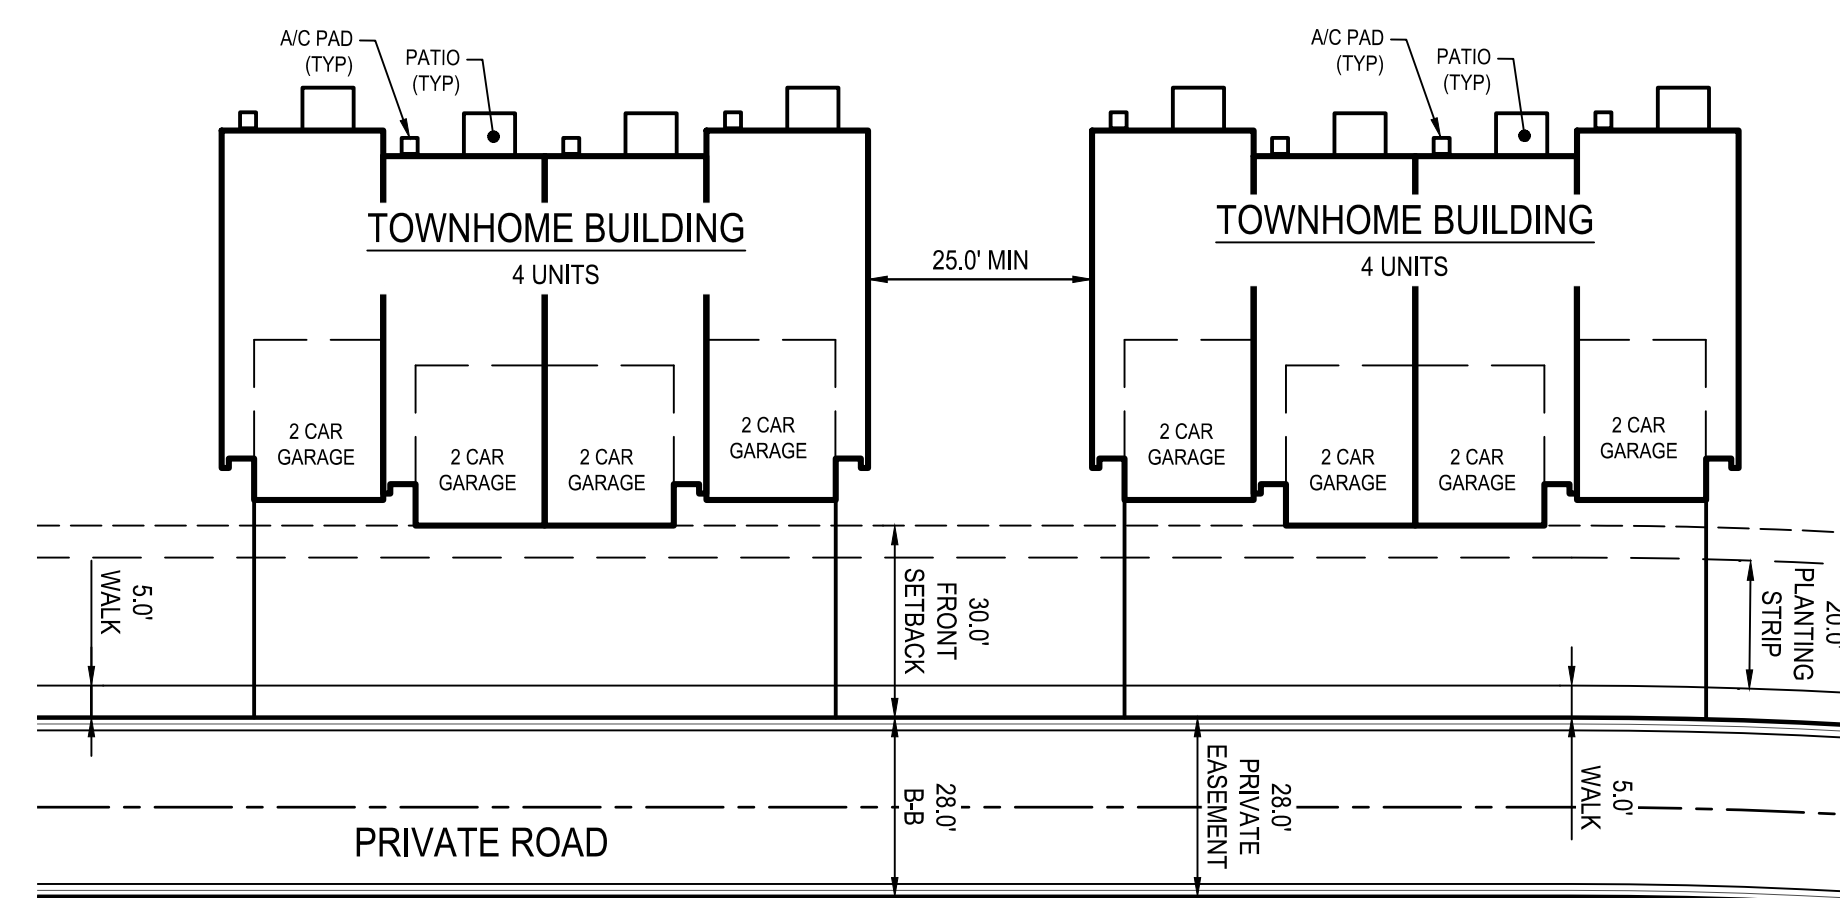 A/C PAD
(TYP)
PATIO
(TYP)
A/C PAD
(TYP)
PATIO
(TYP)
TOWNHOME BUILDING
4 UNITS
TOWNHOME BUILDING
4 UNITS
25.0' MIN
2 CAR
GARAGE
2 CAR
GARAGE
2 CAR
GARAGE
2 CAR
GARAGE
2 CAR
GARAGE
2 CAR
GARAGE
2 CAR
GARAGE
2 CAR
GARAGE
5.0'
WALK
30.0'
FRONT
SETBACK
20.0'
PLANTING
STRIP
28.0'
B-B
28.0'
PRIVATE
EASEMENT
5.0'
WALK
PRIVATE ROAD